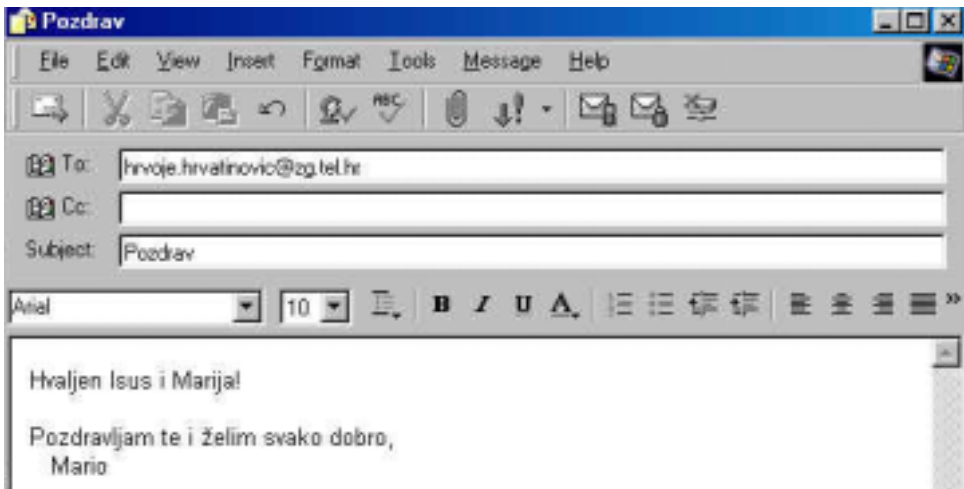 Pozdrav
File Edit View Insert Format Tools Message Help
ABC
To: hrvoje.hrvatinovic@zg.tel.hr
Cc:
Subject: Pozdrav
Arial 10 B I U A
Hvaljen Isus i Marija!
Pozdravljam te i želim svako dobro,
Mario